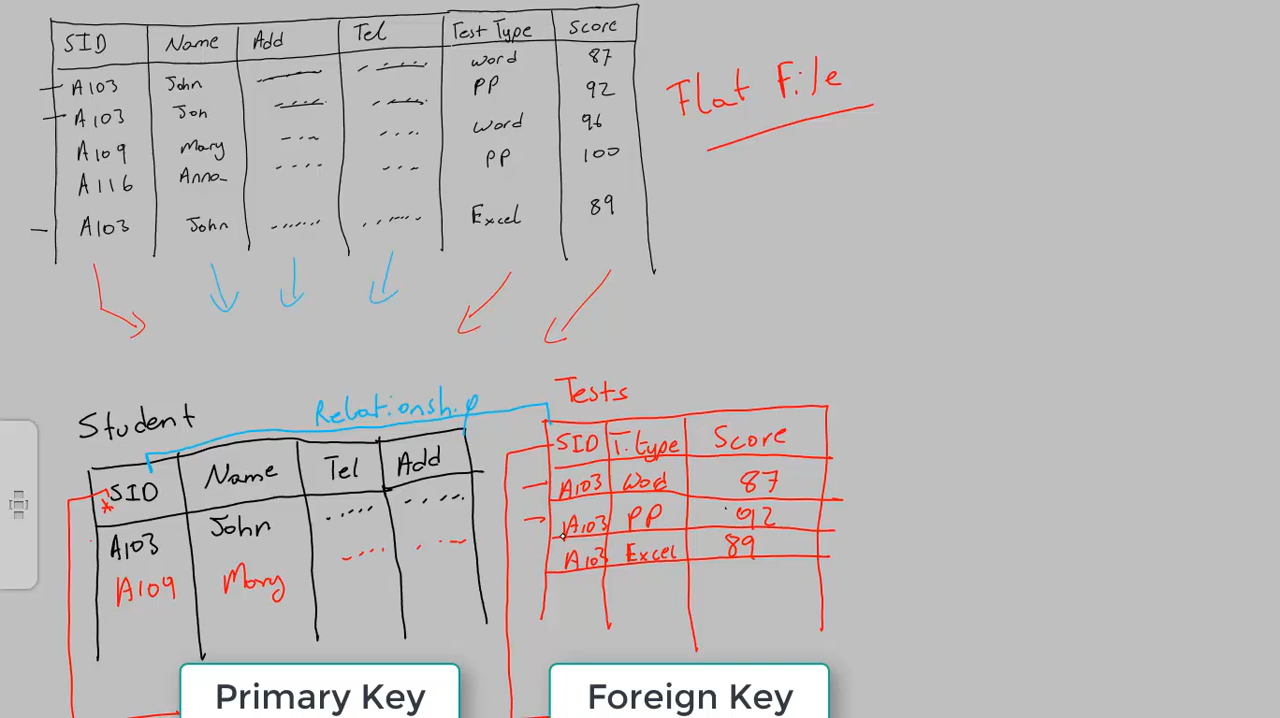 SID Name Add Tel Test Type Score
A103 John Word 87
A103 Jon PP 92
A109 Mary Word 96
A116 Anna PP 100
A103 John Excel 89
Flat File
Student
Relationship
Tests
SID Name Tel Add
* A103 John
A109 Mary
SID T.type Score
A103 Word 87
A103 PP 92
A103 Excel 89
Primary Key
Foreign Key